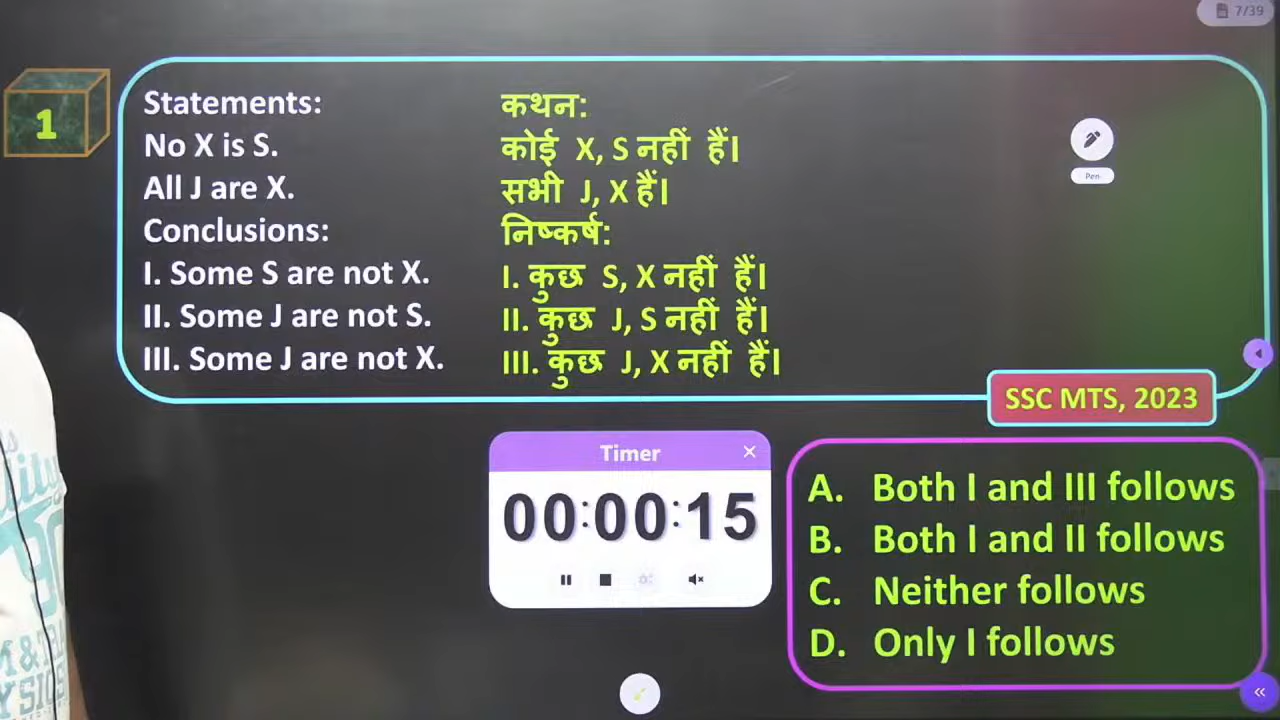 7/39
1
Statements:
No X is S.
All J are X.
Conclusions:
I. Some S are not X.
II. Some J are not S.
III. Some J are not X.
कथन:
कोई X, S नहीं हैं।
सभी J, X हैं।
निष्कर्ष:
I. कुछ S, X नहीं हैं।
II. कुछ J, S नहीं हैं।
III. कुछ J, X नहीं हैं।
Pen
SSC MTS, 2023
Timer
00:00:15
A. Both I and III follows
B. Both I and II follows
C. Neither follows
D. Only I follows